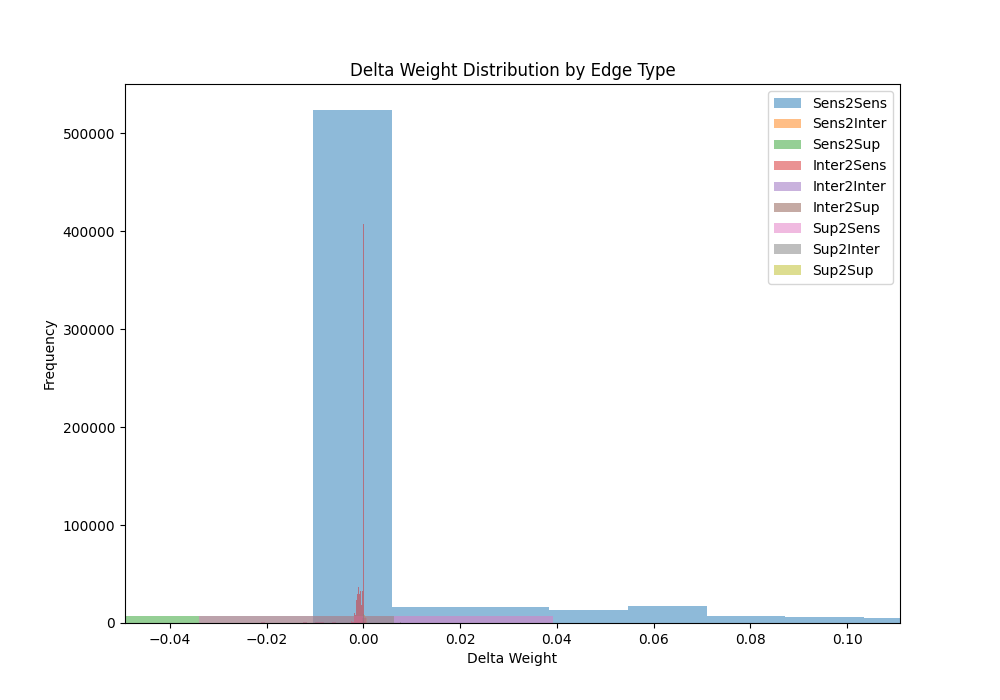 Delta Weight Distribution by Edge Type
Sens2Sens
Sens2Inter
Sens2Sup
Inter2Sens
Inter2Inter
Inter2Sup
Sup2Sens
Sup2Inter
Sup2Sup
Frequency
500000
400000
300000
200000
100000
0
−0.04 −0.02 0.00 0.02 0.04 0.06 0.08 0.10
Delta Weight